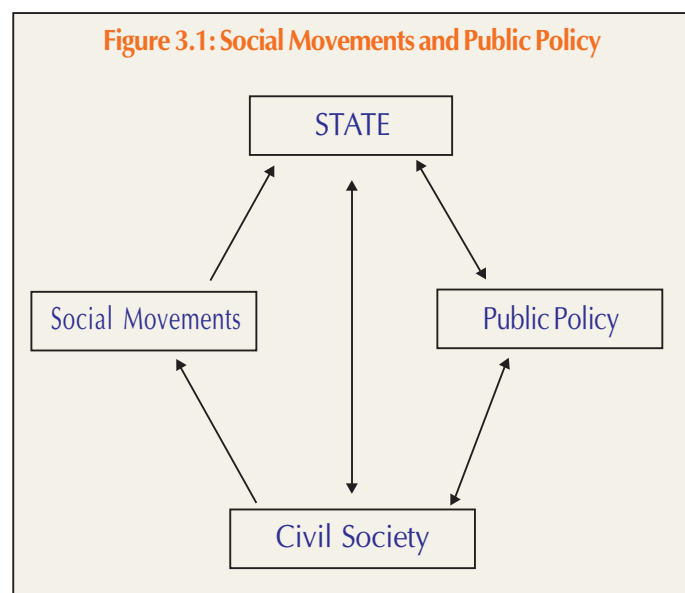 Figure 3.1: Social Movements and Public Policy
STATE
Social Movements
Public Policy
Civil Society